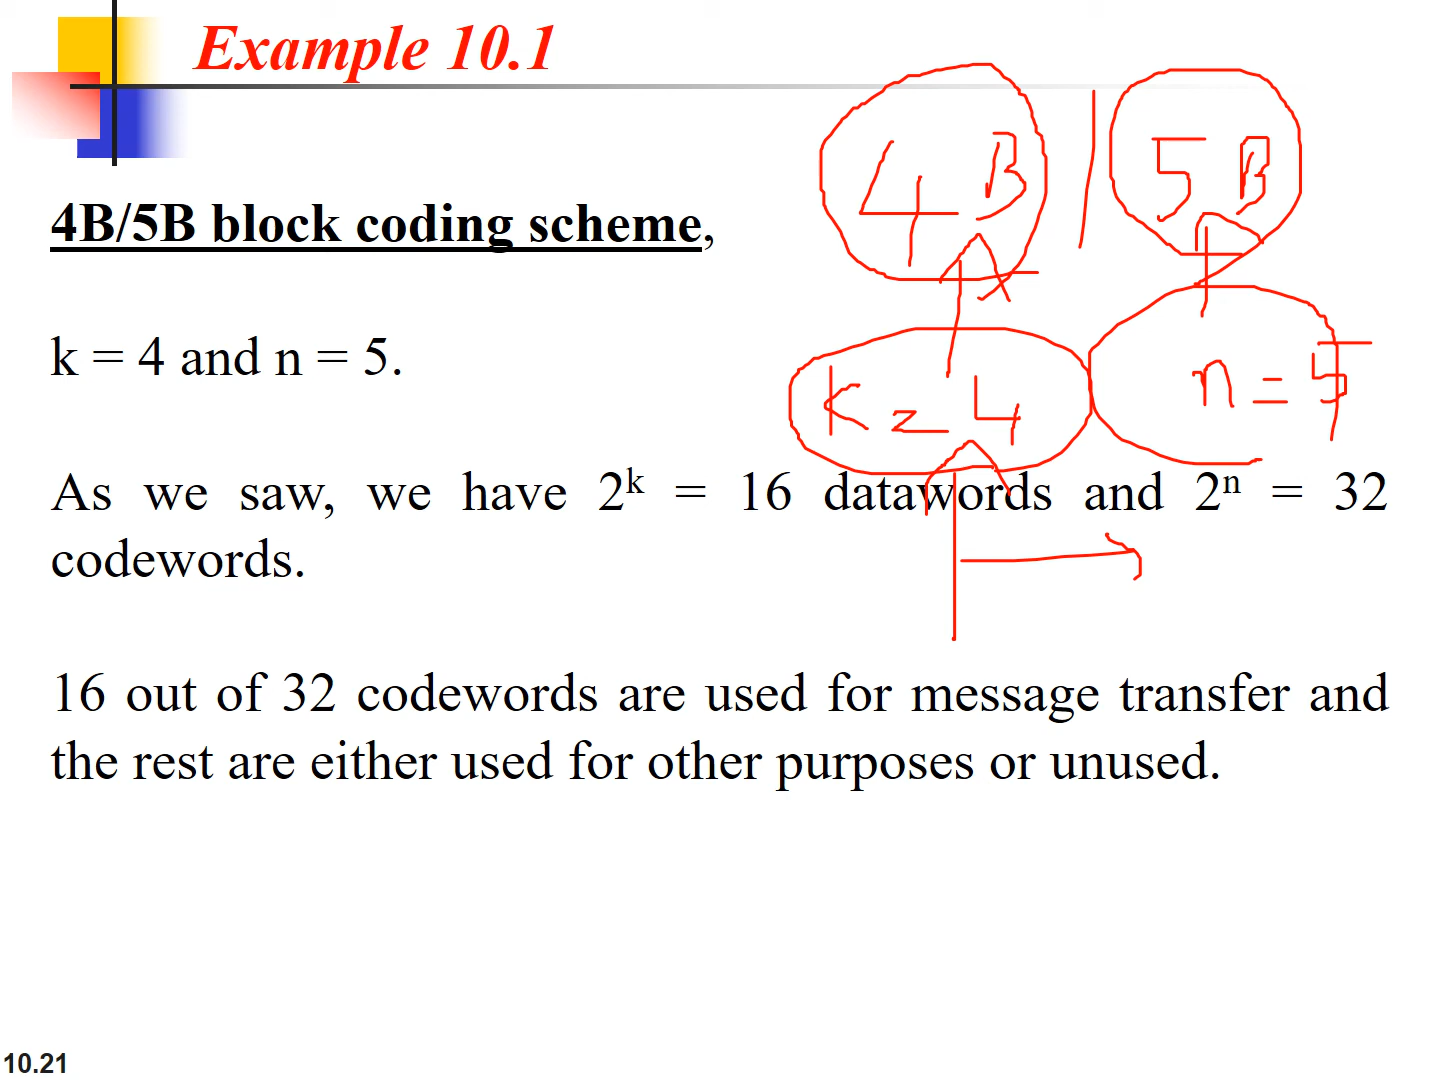 Example 10.1
4B | 5B
4B/5B block coding scheme,
k = 4 and n = 5.
k = 4 n = 5
As we saw, we have 2ᵏ = 16 datawords and 2ⁿ = 32
codewords.
16 out of 32 codewords are used for message transfer and
the rest are either used for other purposes or unused.
10.21